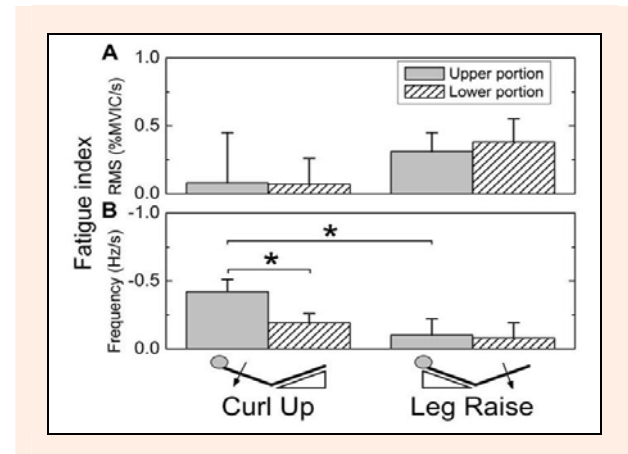 A
1.0
0.5
0.0
Upper portion
Lower portion
Fatigue index
RMS (%MVIC/s)
B
-1.0
-0.5
0.0
Frequency (Hz/s)
*
*
Curl Up
Leg Raise